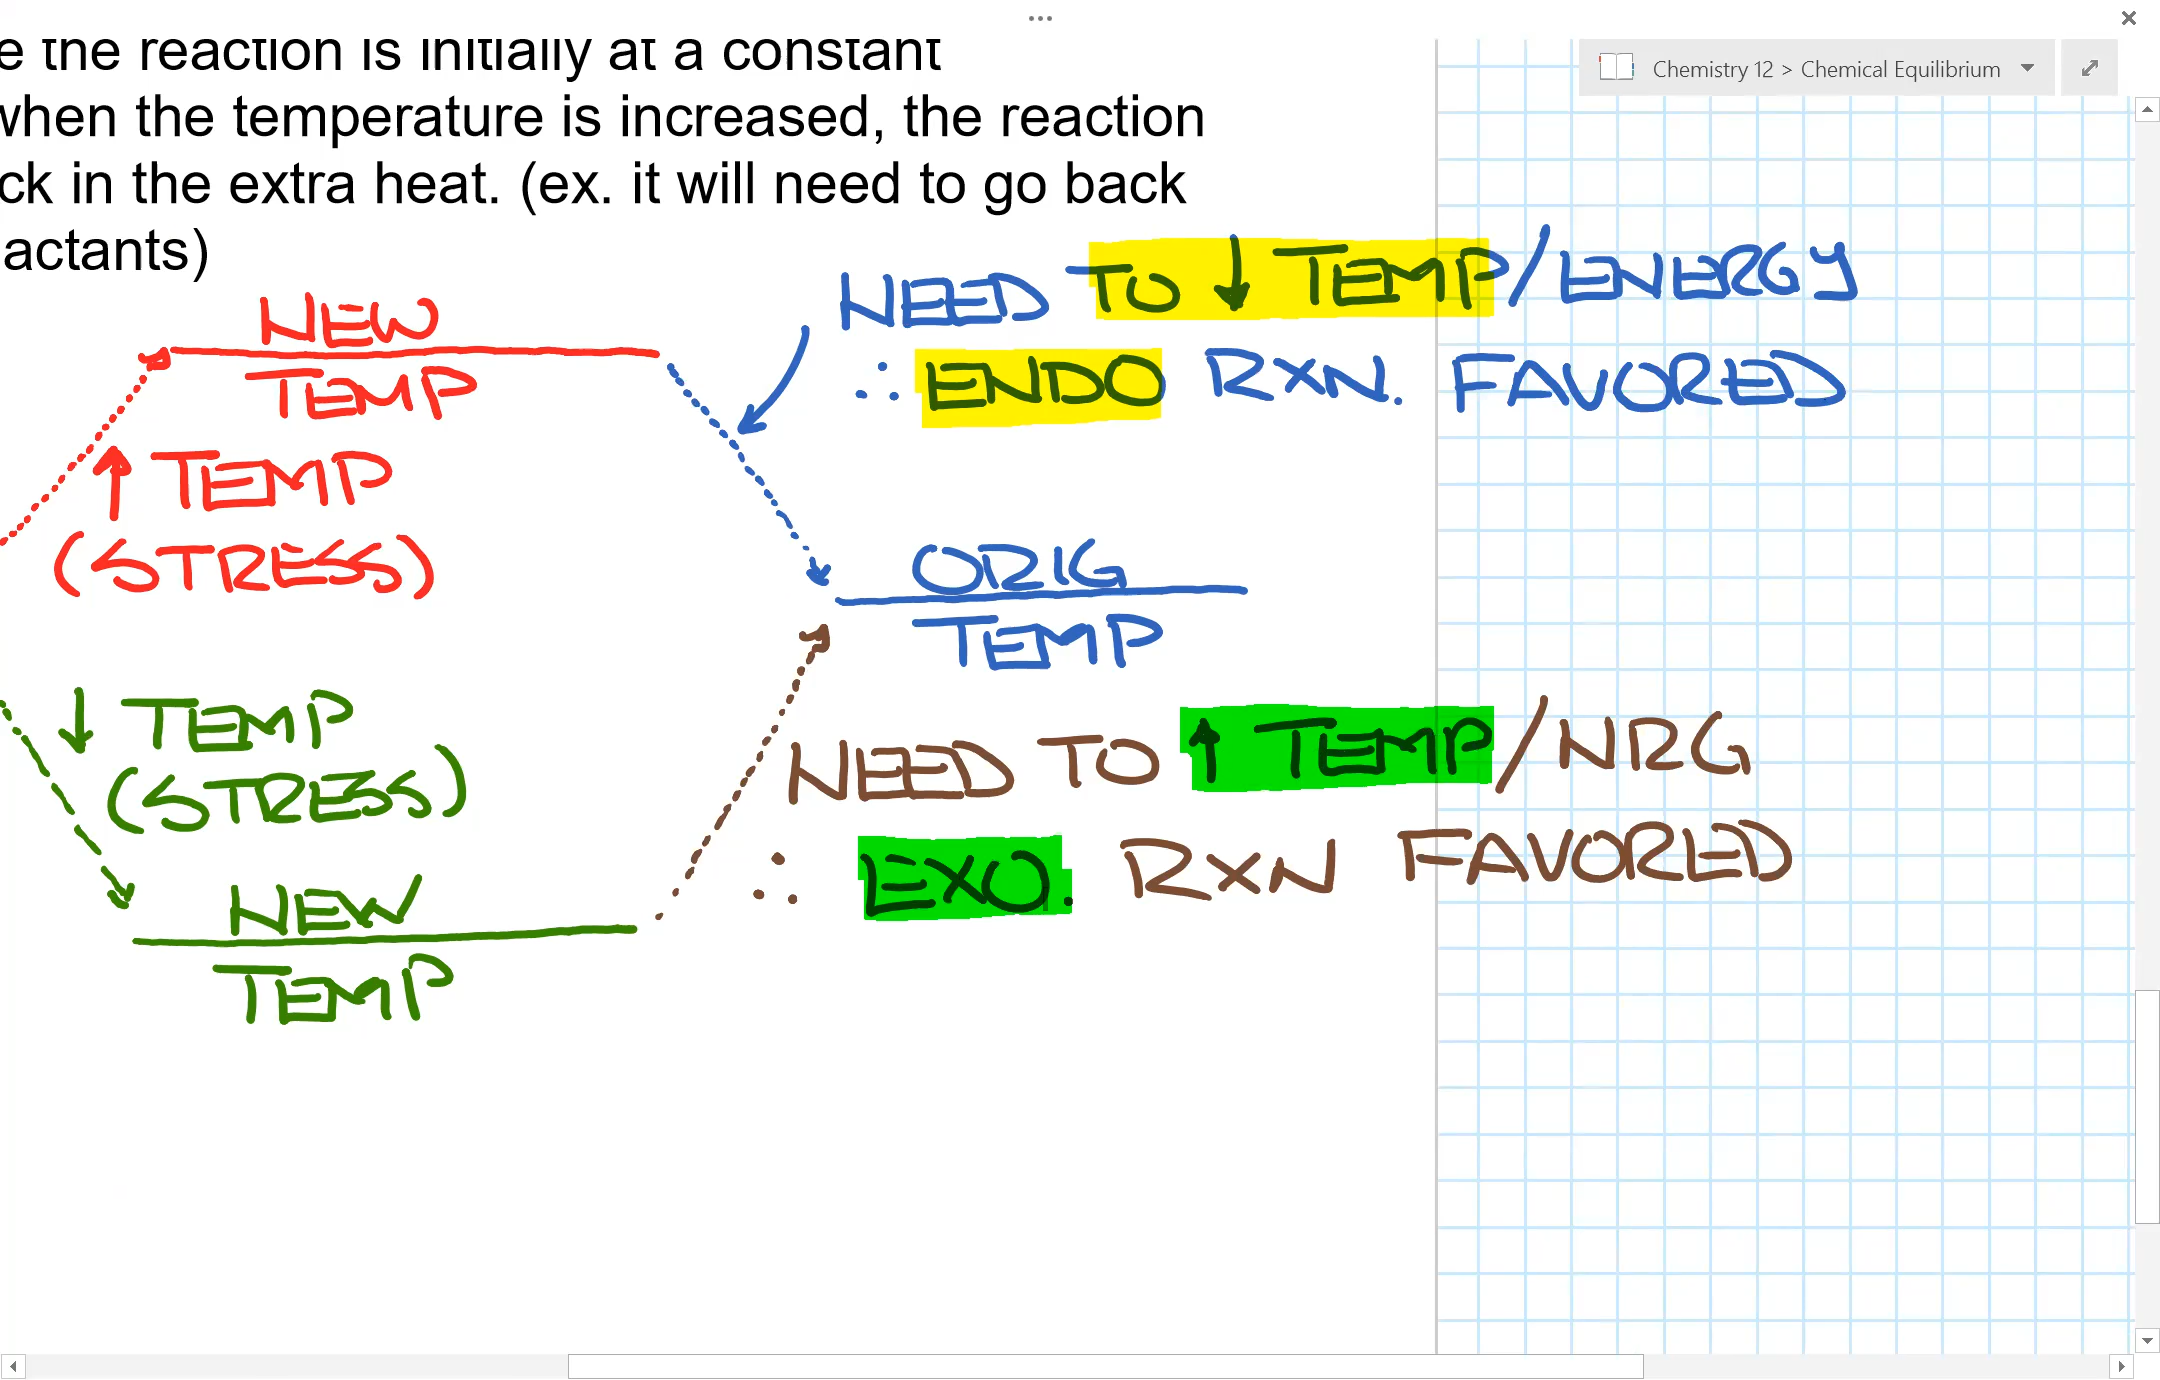 e the reaction is initially at a constant
Chemistry 12 > Chemical Equilibrium
when the temperature is increased, the reaction
ck in the extra heat. (ex. it will need to go back
actants)
NEED TO ↓ TEMP/ENERGY
∴ ENDO RXN. FAVORED
NEW
TEMP
↑ TEMP
(STRESS)
ORIG
TEMP
↓ TEMP
(STRESS)
NEED TO ↑ TEMP/NRG
∴ EXO. RXN FAVORED
NEW
TEMP